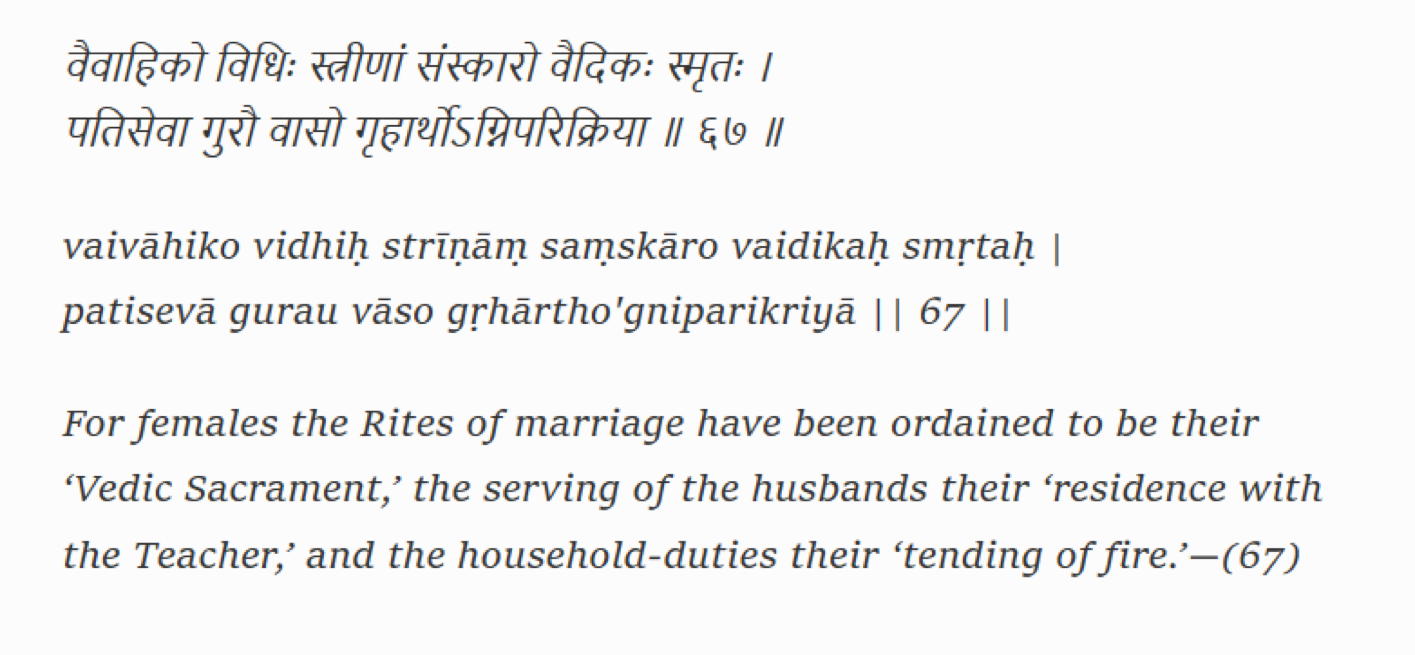 वैवाहिको विधिः स्त्रीणां संस्कारो वैदिकः स्मृतः ।
पतिसेवा गुरौ वासो गृहार्थोऽग्निपरिक्रिया ॥ ६७ ॥
vaivāhiko vidhiḥ strīṇāṃ saṃskāro vaidikaḥ smṛtaḥ |
patisevā gurau vāso gṛhārtho'gniparikriyā || 67 ||
For females the Rites of marriage have been ordained to be their
‘Vedic Sacrament,’ the serving of the husbands their ‘residence with
the Teacher,’ and the household-duties their ‘tending of fire.’—(67)